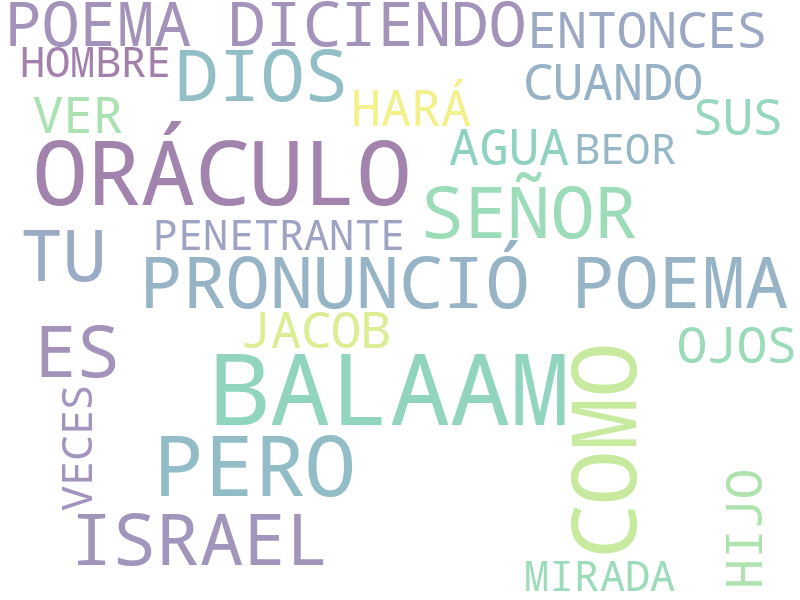 POEMA DICIENDO
ENTONCES
HOMBRE
DIOS
CUANDO
VER
HARÁ
SUS
ORÁCULO
AGUA
BEOR
SEÑOR
TU
PENETRANTE
PRONUNCIÓ POEMA
ES
JACOB
OJOS
BALAAM
COMO
VECES
PERO
HIJO
ISRAEL
MIRADA